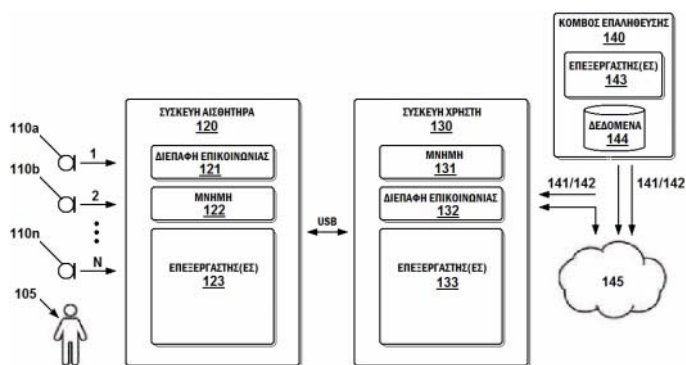 ΚΟΜΒΟΣ ΕΠΑΛΗΘΕΥΣΗΣ
140
ΕΠΕΞΕΡΓΑΣΤΗΣ(ΕΣ)
143
ΔΕΔΟΜΕΝΑ
144
ΣΥΣΚΕΥΗ ΑΙΣΘΗΤΗΡΑ
120
ΔΙΕΠΑΦΗ ΕΠΙΚΟΙΝΩΝΙΑΣ
121
ΜΝΗΜΗ
122
ΕΠΕΞΕΡΓΑΣΤΗΣ(ΕΣ)
123
ΣΥΣΚΕΥΗ ΧΡΗΣΤΗ
130
ΜΝΗΜΗ
131
ΔΙΕΠΑΦΗ ΕΠΙΚΟΙΝΩΝΙΑΣ
132
ΕΠΕΞΕΡΓΑΣΤΗΣ(ΕΣ)
133
110a
1
110b
2
110n
N
105
USB
141/142
141/142
145